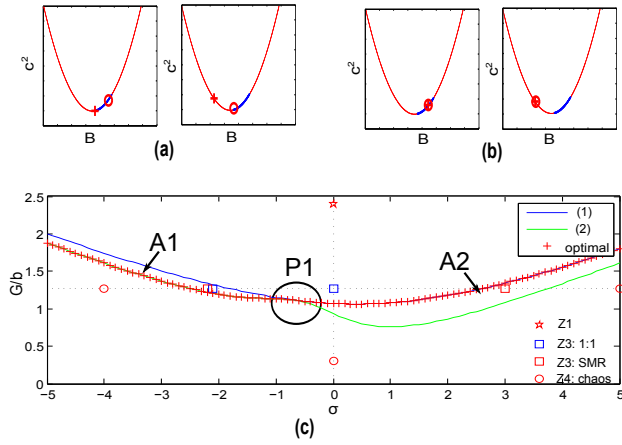 c²
B
c²
B
c²
B
c²
B
(a)
(b)
2.5
2
1.5
1
0.5
0
G/b
−5
−4
−3
−2
−1
0
1
2
3
4
5
σ
A1
P1
A2
(1)
(2)
optimal
Z1
Z3: 1:1
Z3: SMR
Z4: chaos
(c)